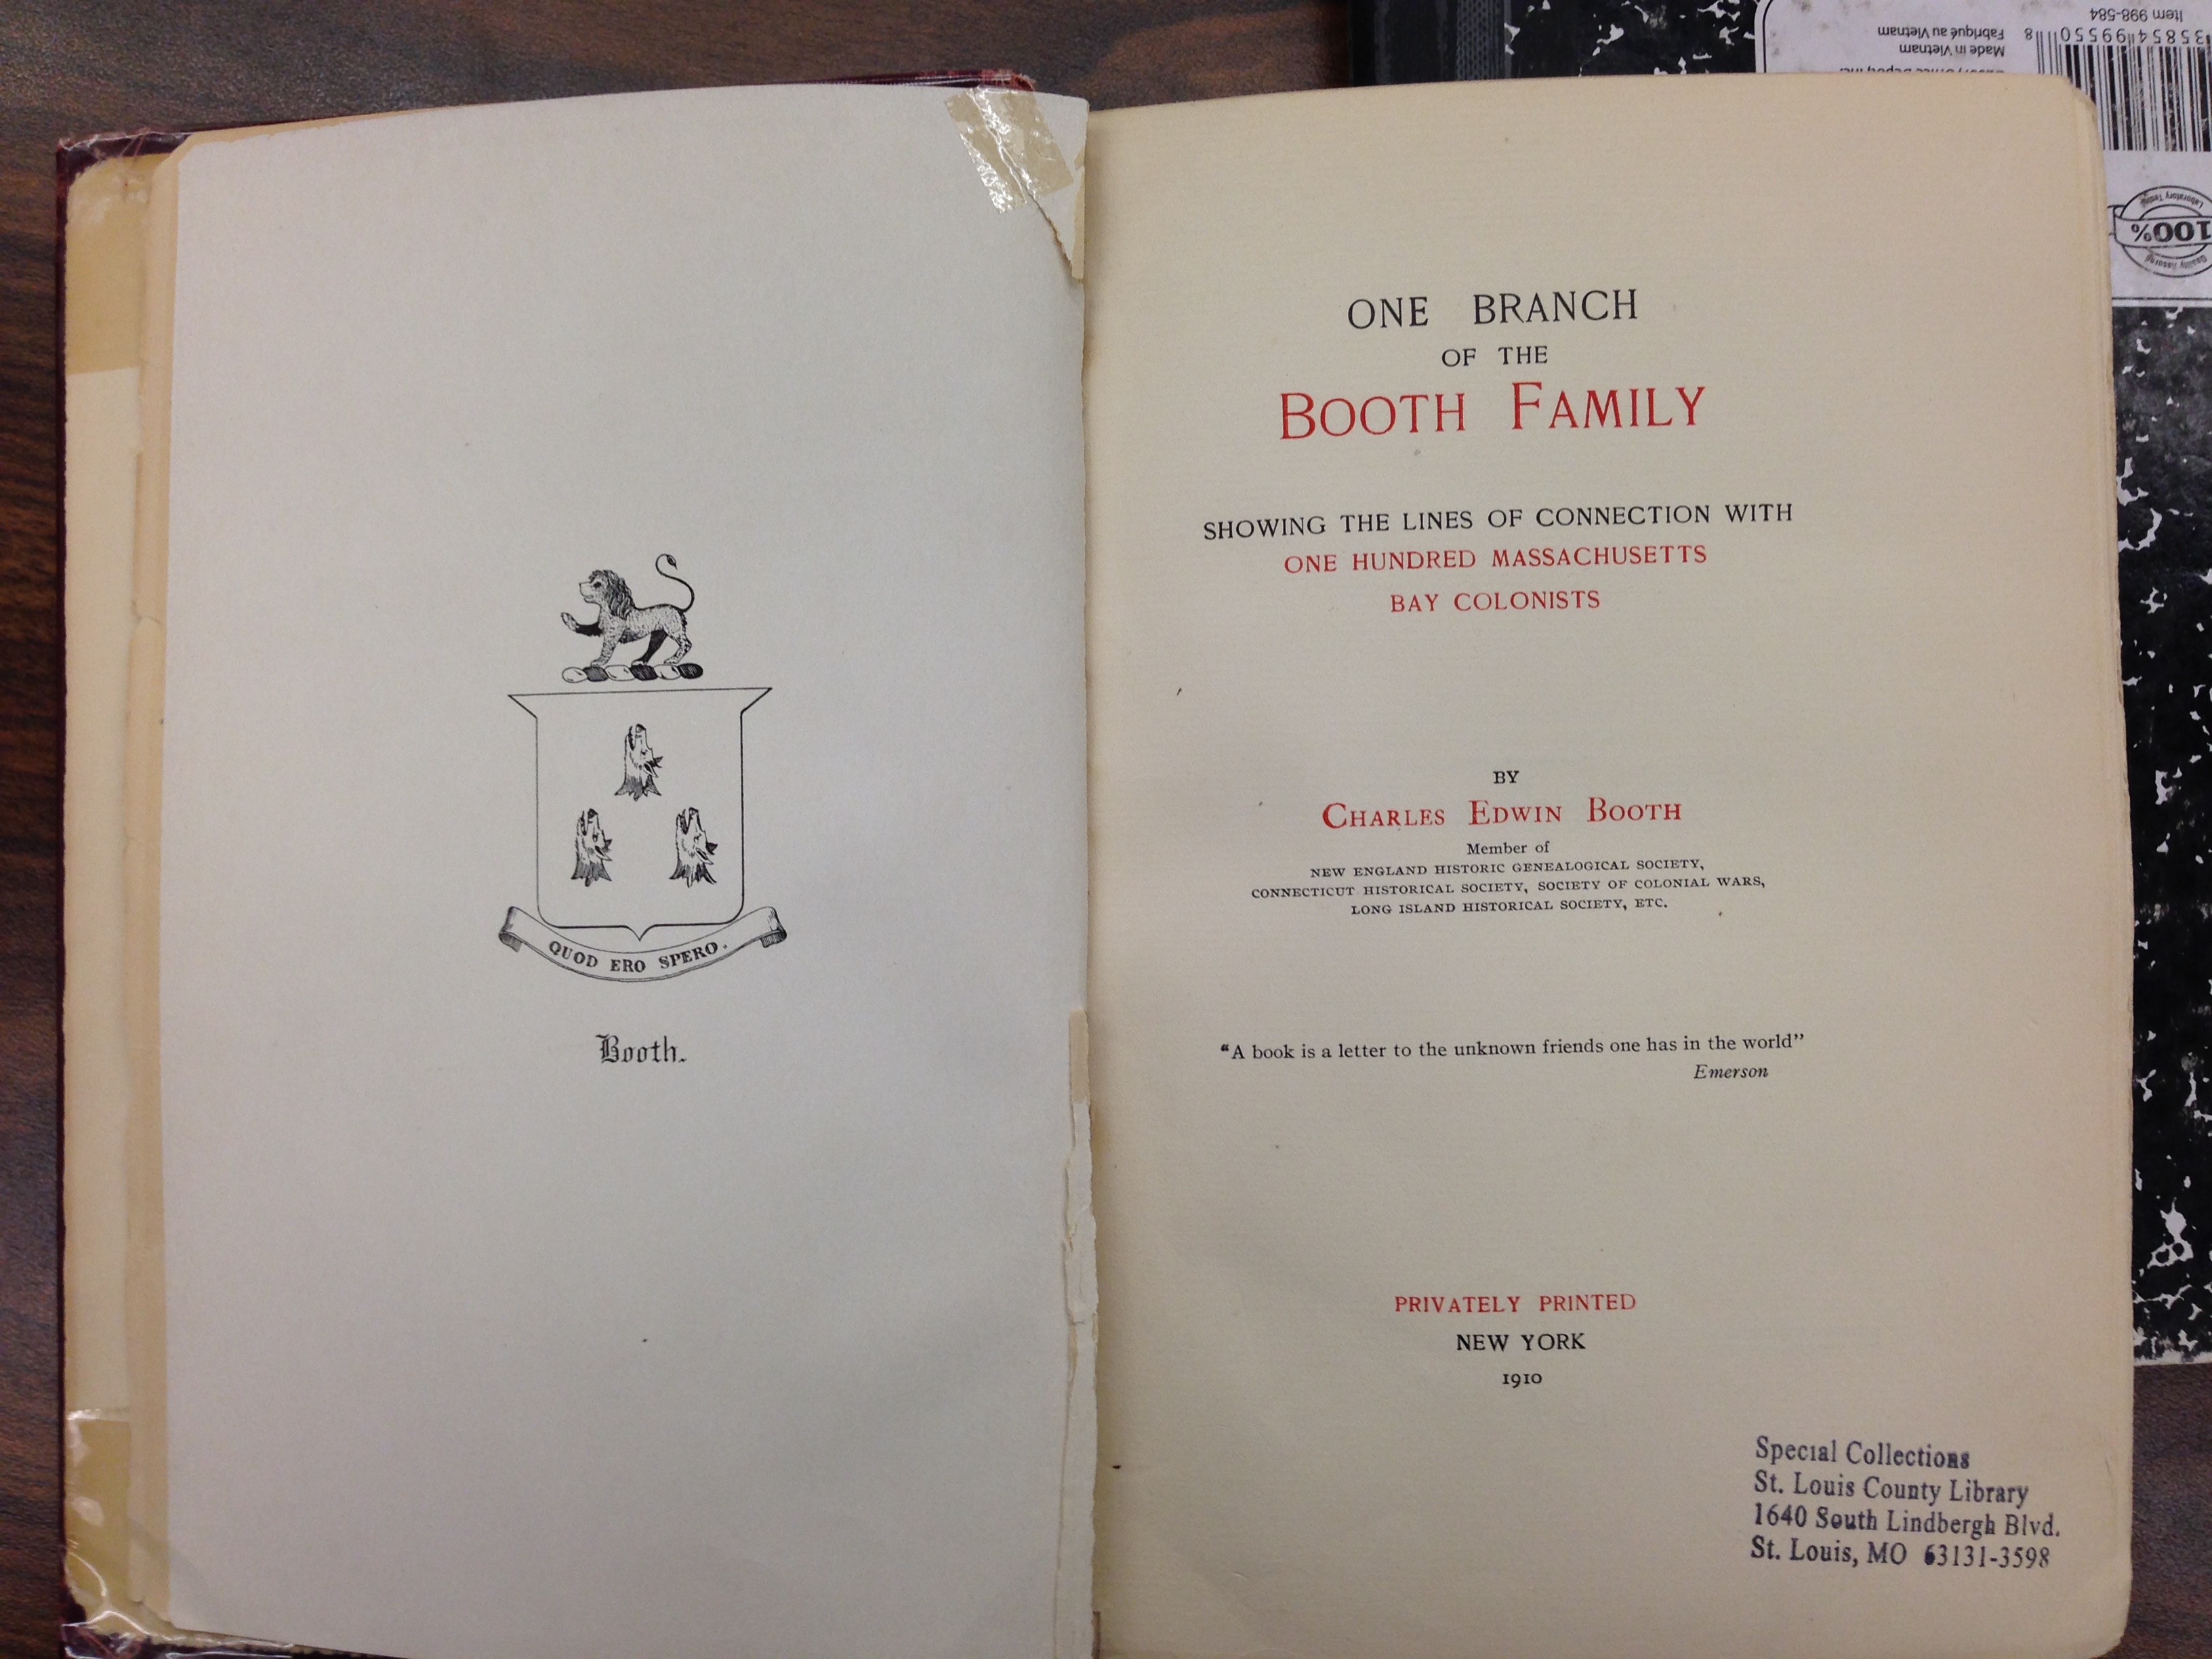 QUOD ERO SPERO.
Booth.
ONE BRANCH
OF THE
BOOTH FAMILY
SHOWING THE LINES OF CONNECTION WITH
ONE HUNDRED MASSACHUSETTS
BAY COLONISTS
BY
CHARLES EDWIN BOOTH
Member of
NEW ENGLAND HISTORIC GENEALOGICAL SOCIETY,
CONNECTICUT HISTORICAL SOCIETY, SOCIETY OF COLONIAL WARS,
LONG ISLAND HISTORICAL SOCIETY, ETC.
"A book is a letter to the unknown friends one has in the world"
Emerson
PRIVATELY PRINTED
NEW YORK
1910
Special Collections
St. Louis County Library
1640 South Lindbergh Blvd.
St. Louis, MO 63131-3598
Item 998-584
Fabriqué au Vietnam
Made in Vietnam
100%
Laboratory Tested
Quality Assured